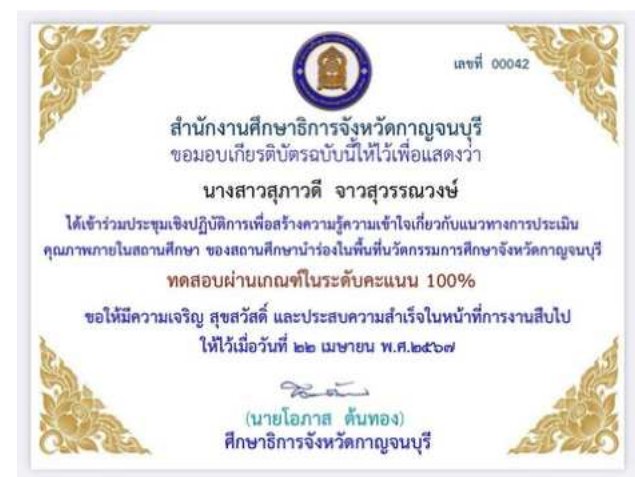 เลขที่ 00042
สำนักงานศึกษาธิการจังหวัดกาญจนบุรี
ขอมอบเกียรติบัตรฉบับนี้ให้ไว้เพื่อแสดงว่า
นางสาวสุภาวดี จาวสุวรรณวงษ์
ได้เข้าร่วมประชุมเชิงปฏิบัติการเพื่อสร้างความรู้ความเข้าใจเกี่ยวกับแนวทางการประเมิน
คุณภาพภายในสถานศึกษา ของสถานศึกษานำร่องในพื้นที่นวัตกรรมการศึกษาจังหวัดกาญจนบุรี
ทดสอบผ่านเกณฑ์ในระดับคะแนน 100%
ขอให้มีความเจริญ สุขสวัสดิ์ และประสบความสำเร็จในหน้าที่การงานสืบไป
ให้ไว้เมื่อวันที่ ๒๒ เมษายน พ.ศ.๒๕๖๗
(นายโอภาส ต้นทอง)
ศึกษาธิการจังหวัดกาญจนบุรี